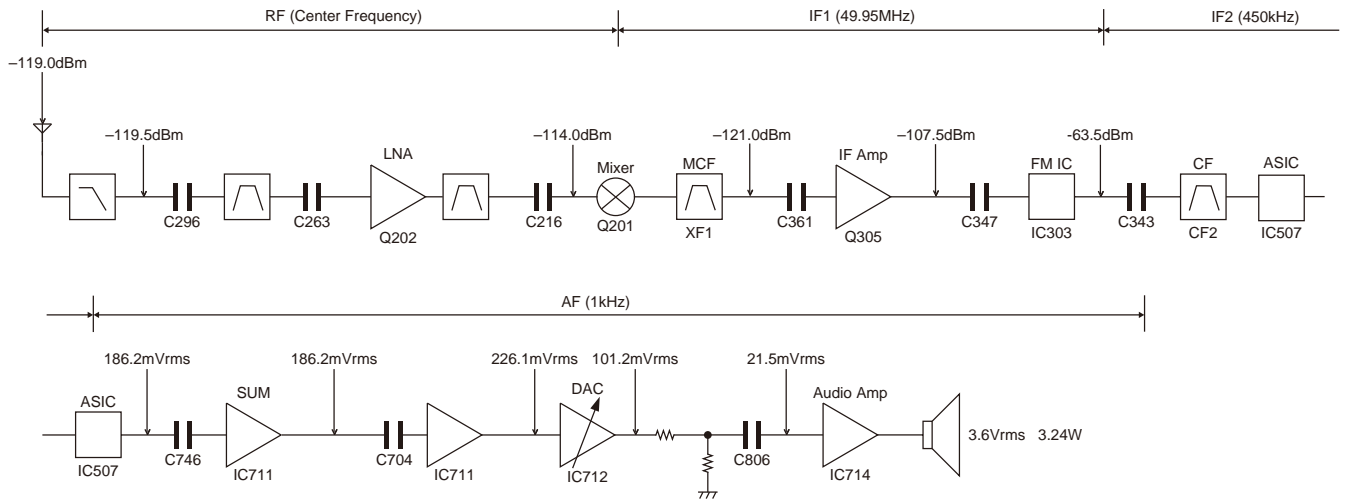 RF (Center Frequency)
IF1 (49.95MHz)
IF2 (450kHz)
–119.0dBm
–119.5dBm
LNA
–114.0dBm
Mixer
MCF
–121.0dBm
IF Amp
–107.5dBm
FM IC
-63.5dBm
CF
ASIC
C296
C263
Q202
C216
Q201
XF1
C361
Q305
C347
IC303
C343
CF2
IC507
AF (1kHz)
186.2mVrms
186.2mVrms
226.1mVrms
101.2mVrms
21.5mVrms
ASIC
SUM
DAC
Audio Amp
3.6Vrms 3.24W
IC507
C746
IC711
C704
IC711
IC712
C806
IC714